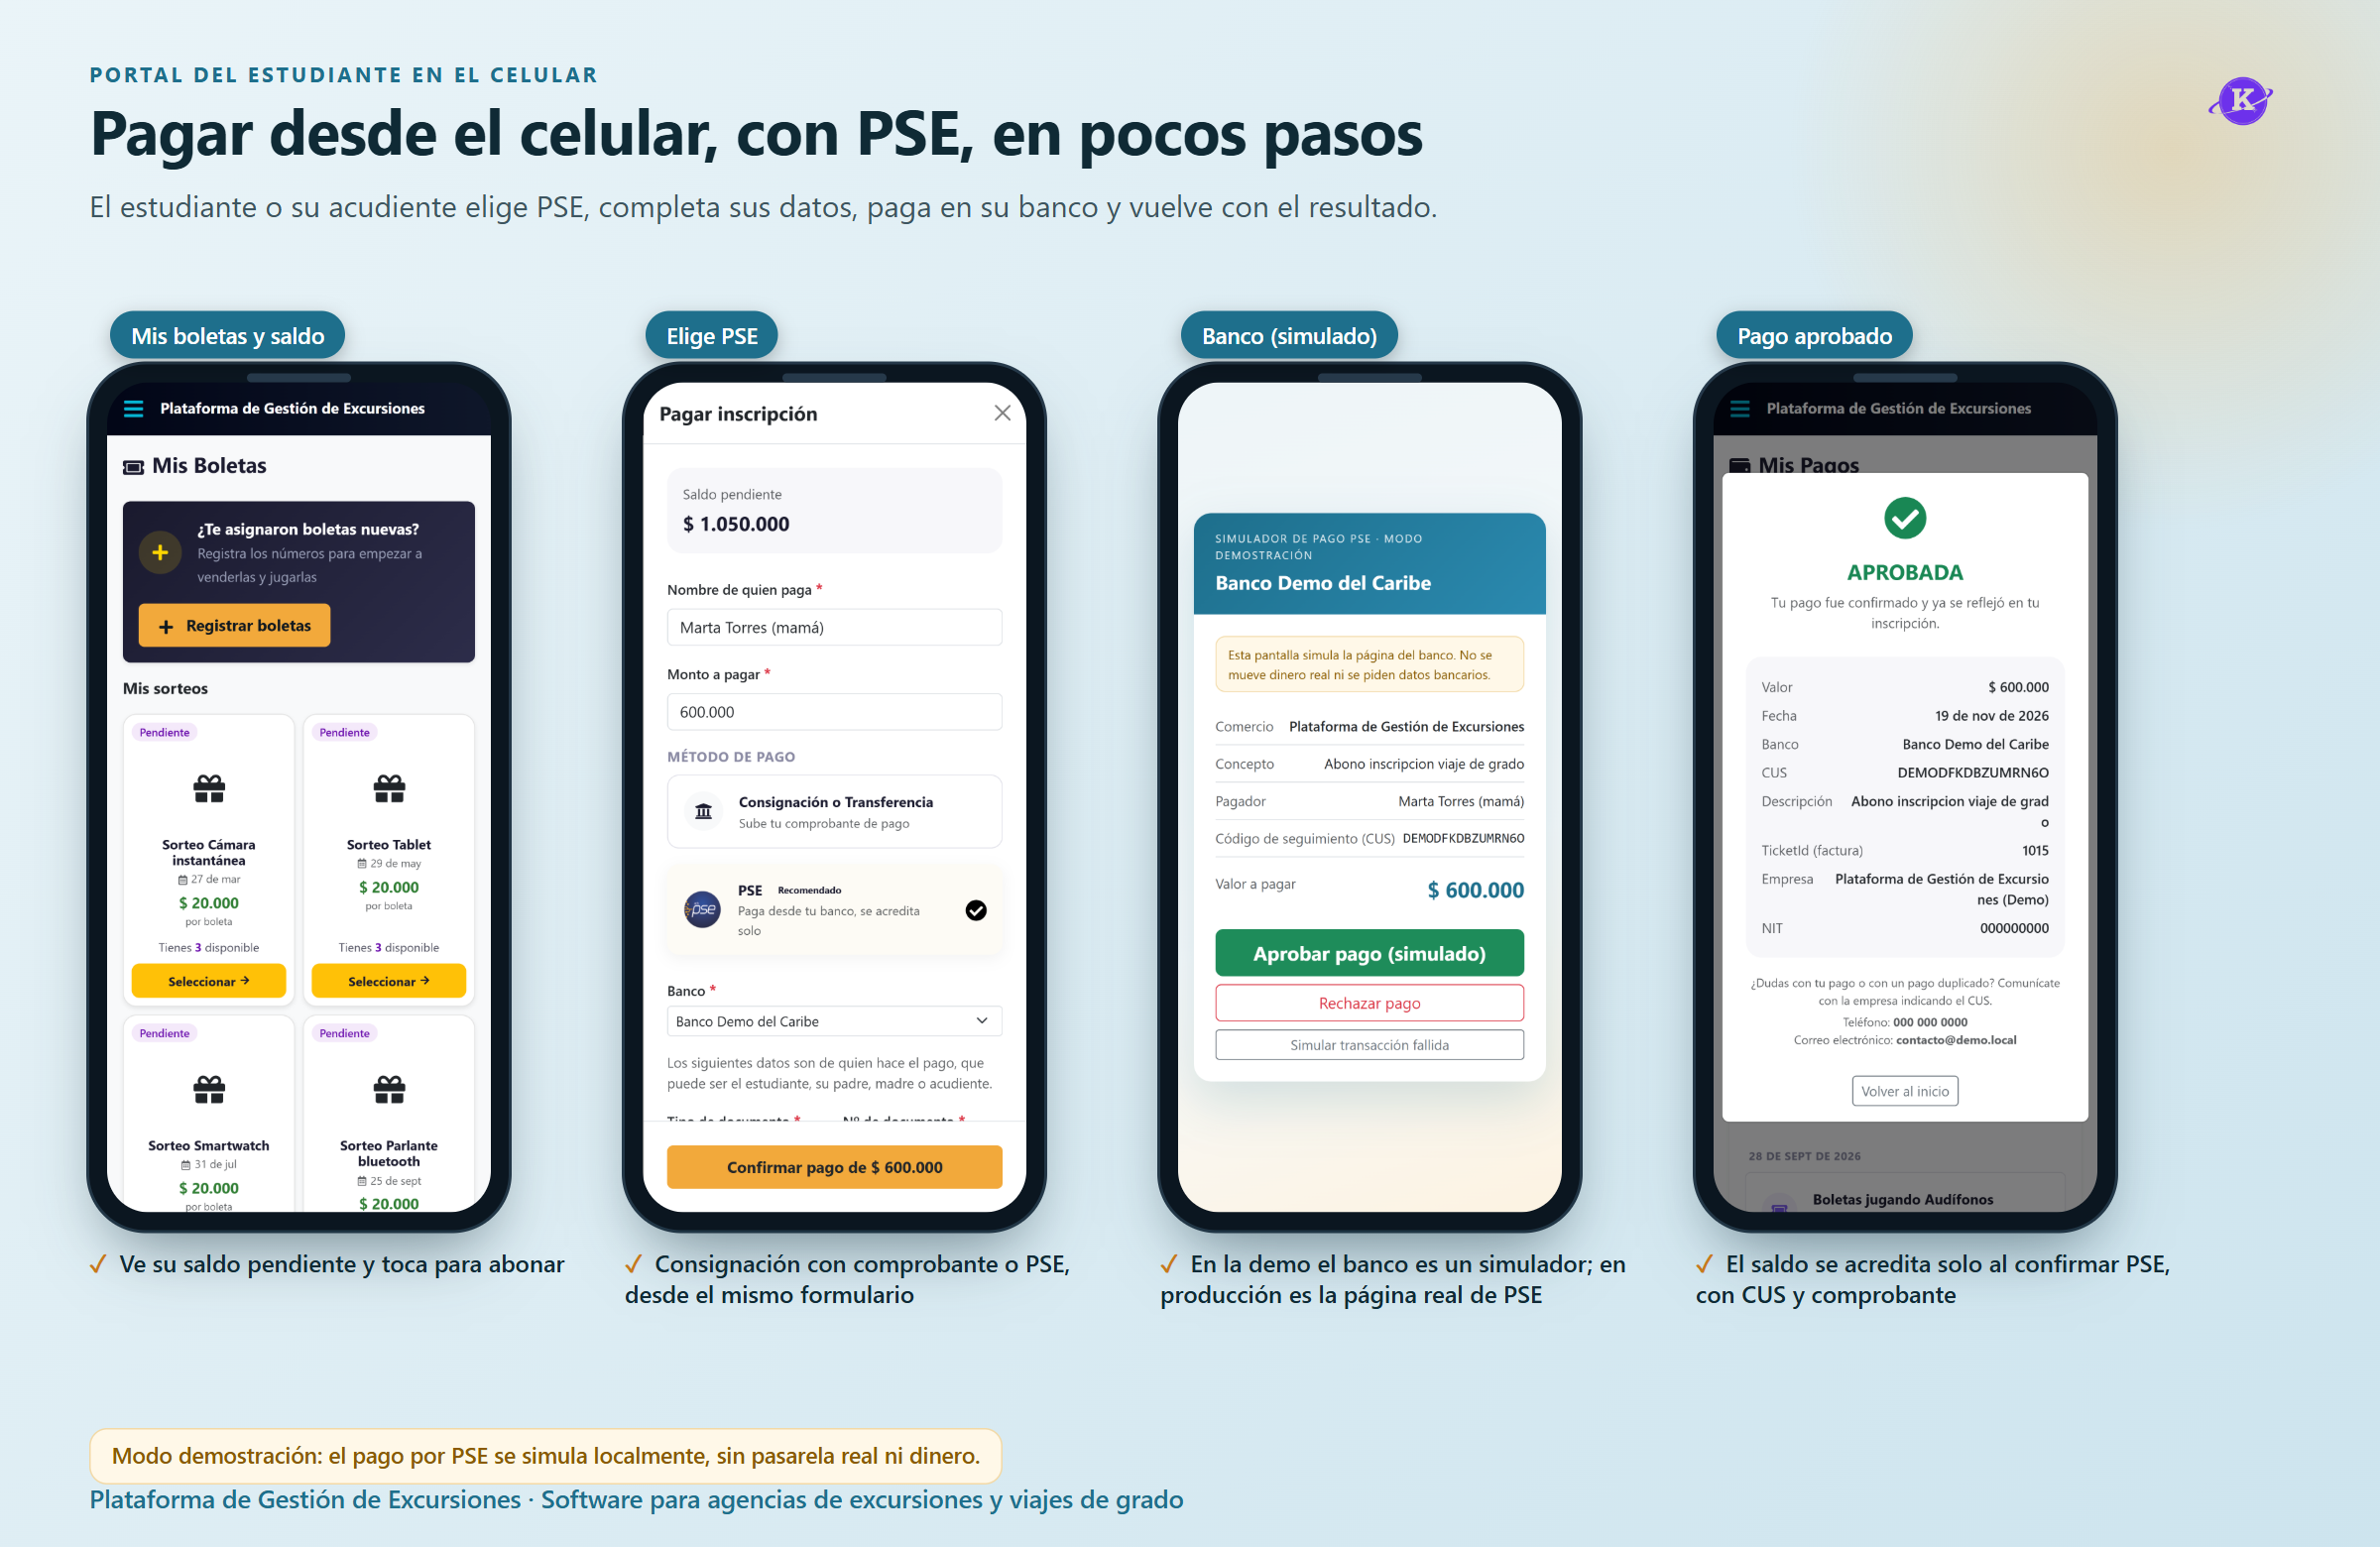 PORTAL DEL ESTUDIANTE EN EL CELULAR
Pagar desde el celular, con PSE, en pocos pasos
El estudiante o su acudiente elige PSE, completa sus datos, paga en su banco y vuelve con el resultado.
K
Mis boletas y saldo
Plataforma de Gestión de Excursiones
Mis Boletas
¿Te asignaron boletas nuevas?
Registra los números para empezar a
venderlas y jugarlas
+ Registrar boletas
Mis sorteos
Pendiente
Sorteo Cámara
instantánea
27 de mar
$ 20.000
por boleta
Tienes 3 disponible
Seleccionar →
Pendiente
Sorteo Tablet
29 de may
$ 20.000
por boleta
Tienes 3 disponible
Seleccionar →
Pendiente
Sorteo Smartwatch
31 de jul
$ 20.000
por boleta
Pendiente
Sorteo Parlante
bluetooth
25 de sept
$ 20.000
✓ Ve su saldo pendiente y toca para abonar
Elige PSE
Pagar inscripción
Saldo pendiente
$ 1.050.000
Nombre de quien paga *
Marta Torres (mamá)
Monto a pagar *
600.000
MÉTODO DE PAGO
Consignación o Transferencia
Sube tu comprobante de pago
pse
PSE Recomendado
Paga desde tu banco, se acredita
solo
Banco *
Banco Demo del Caribe
Los siguientes datos son de quien hace el pago, que
puede ser el estudiante, su padre, madre o acudiente.
Tipo de documento * Nº de documento *
Confirmar pago de $ 600.000
✓ Consignación con comprobante o PSE,
desde el mismo formulario
Banco (simulado)
SIMULADOR DE PAGO PSE · MODO
DEMOSTRACIÓN
Banco Demo del Caribe
Esta pantalla simula la página del banco. No se
mueve dinero real ni se piden datos bancarios.
Comercio Plataforma de Gestión de Excursiones
Concepto Abono inscripcion viaje de grado
Pagador Marta Torres (mamá)
Código de seguimiento (CUS) DEMODFKDBZUMRN6O
Valor a pagar $ 600.000
Aprobar pago (simulado)
Rechazar pago
Simular transacción fallida
✓ En la demo el banco es un simulador; en
producción es la página real de PSE
Pago aprobado
Plataforma de Gestión de Excursiones
Mis Pagos
APROBADA
Tu pago fue confirmado y ya se reflejó en tu
inscripción.
Valor $ 600.000
Fecha 19 de nov de 2026
Banco Banco Demo del Caribe
CUS DEMODFKDBZUMRN6O
Descripción Abono inscripcion viaje de grad
o
TicketId (factura) 1015
Empresa Plataforma de Gestión de Excursio
nes (Demo)
NIT 000000000
¿Dudas con tu pago o con un pago duplicado? Comunícate
con la empresa indicando el CUS.
Teléfono: 000 000 0000
Correo electrónico: contacto@demo.local
Volver al inicio
28 DE SEPT DE 2026
Boletas jugando Audífonos
✓ El saldo se acredita solo al confirmar PSE,
con CUS y comprobante
Modo demostración: el pago por PSE se simula localmente, sin pasarela real ni dinero.
Plataforma de Gestión de Excursiones · Software para agencias de excursiones y viajes de grado